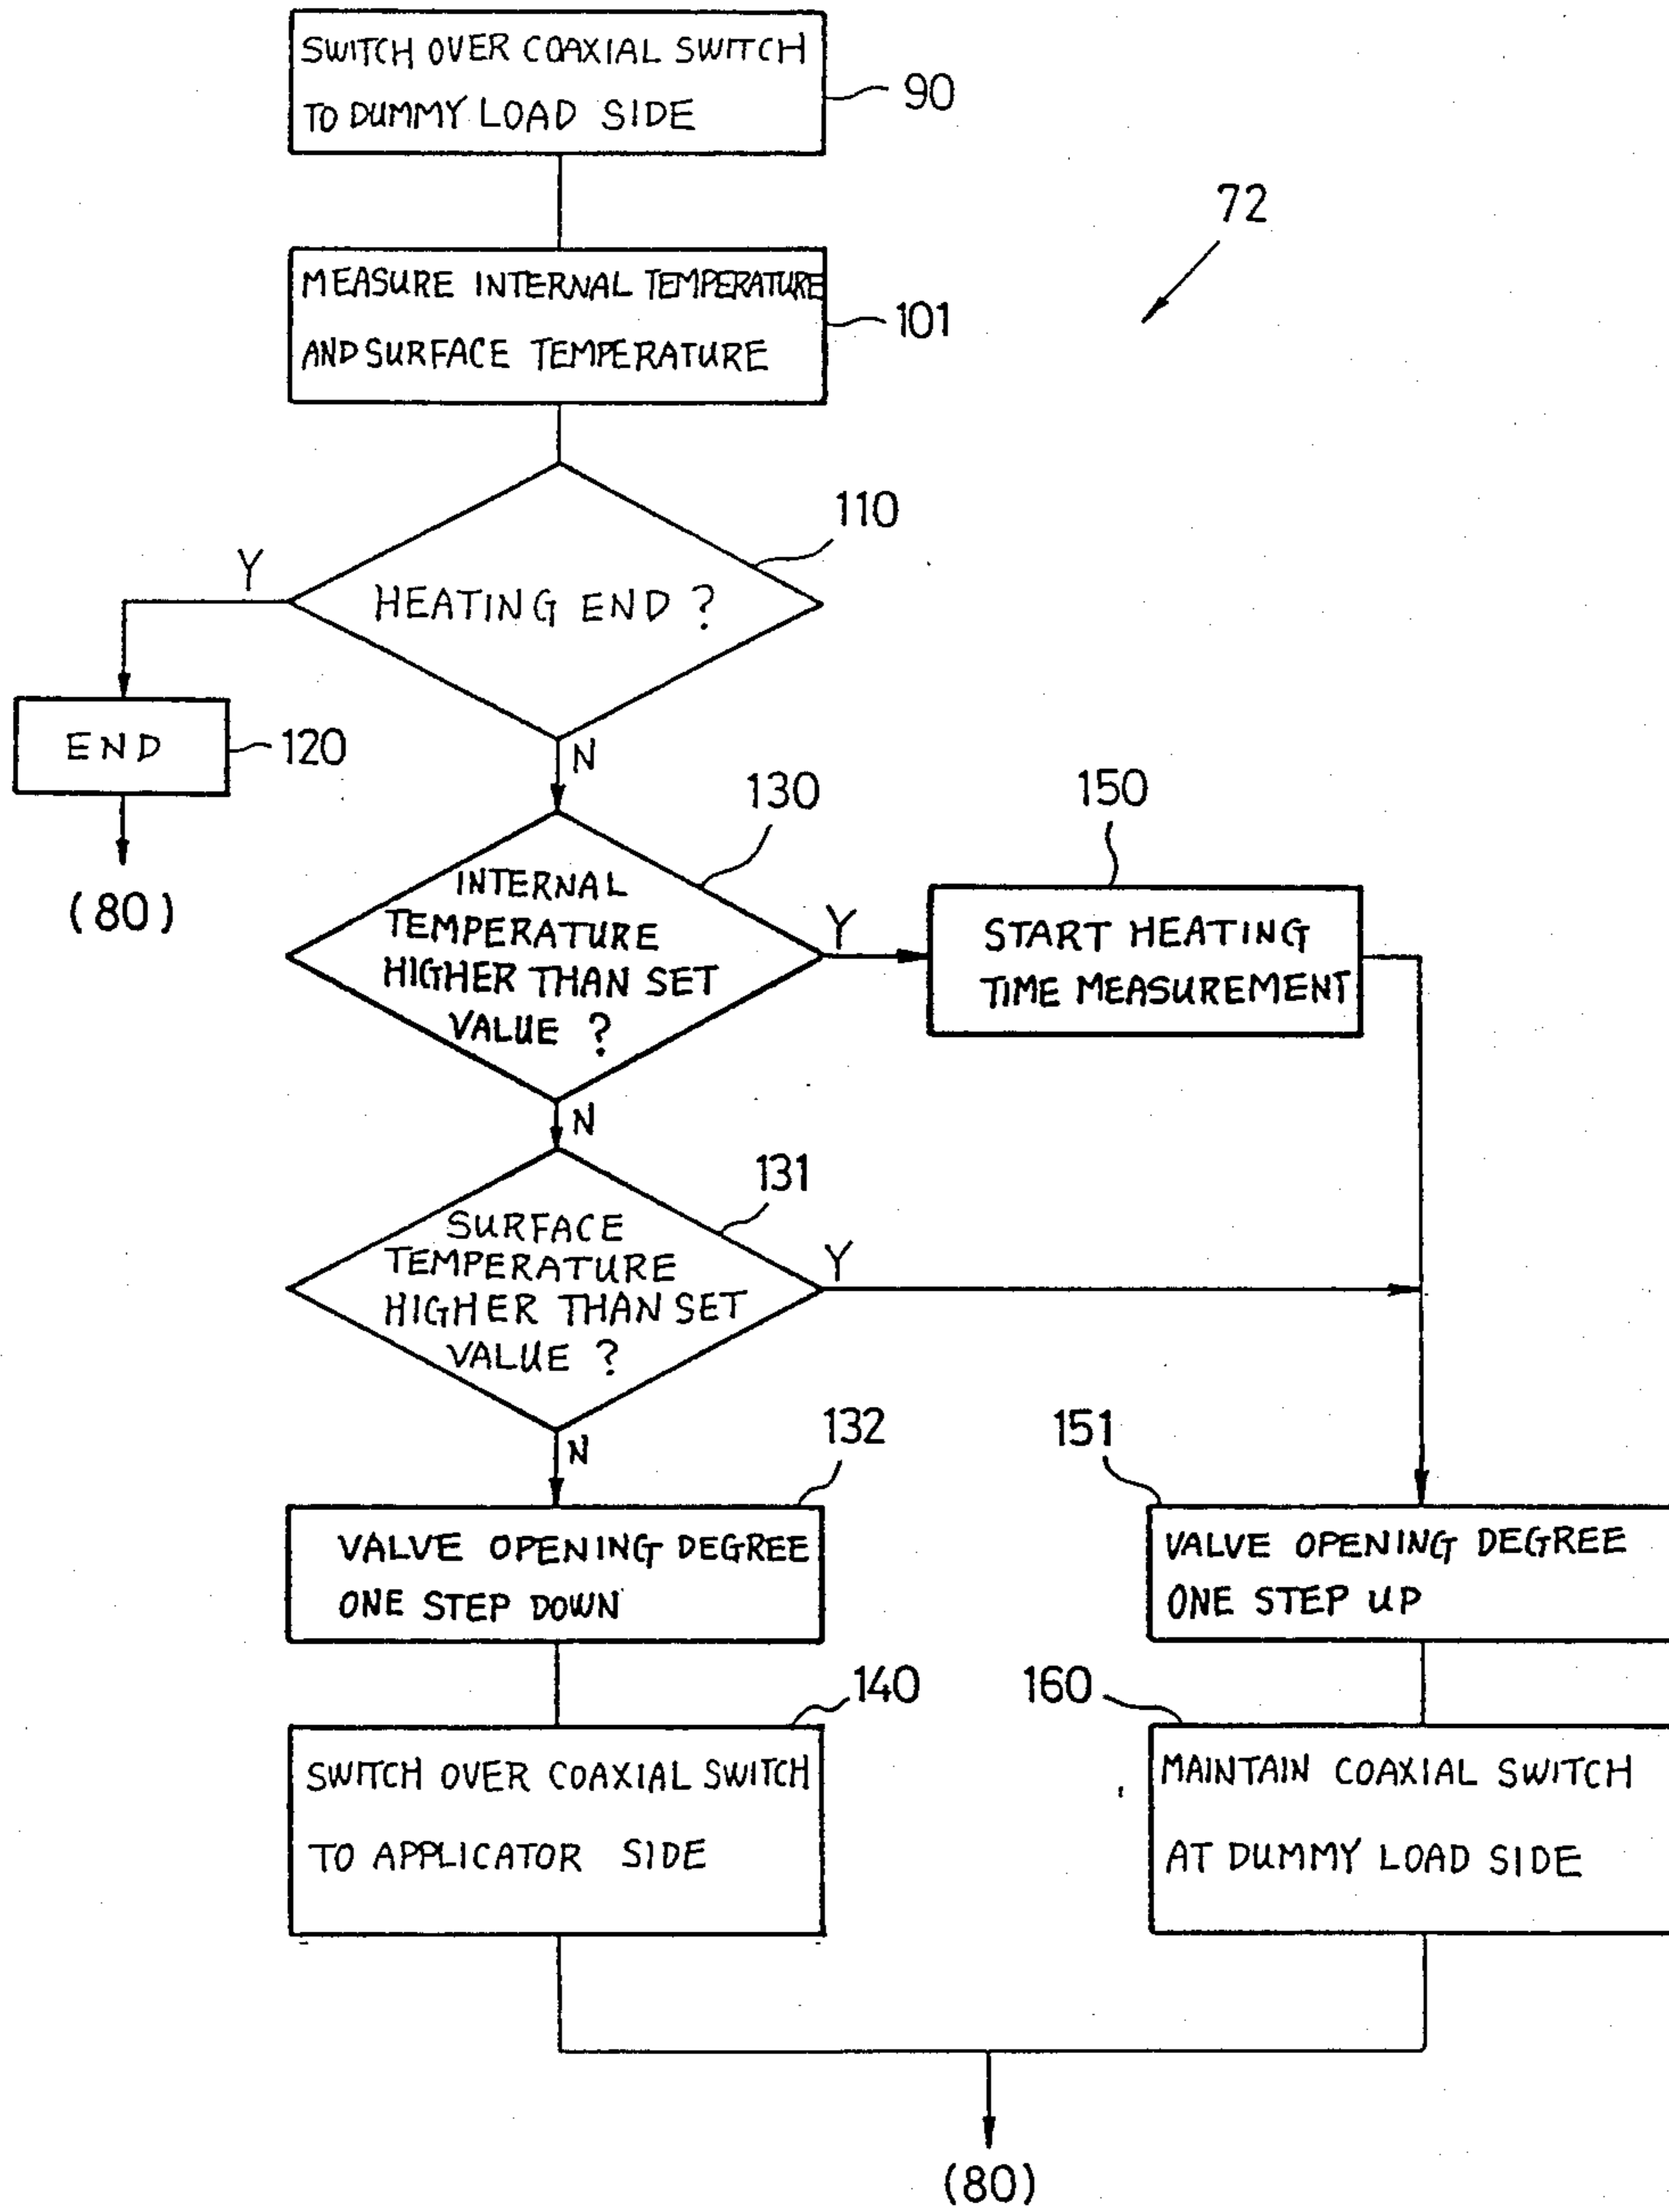 SWITCH OVER COAXIAL SWITCH
TO DUMMY LOAD SIDE
90
72
MEASURE INTERNAL TEMPERATURE
AND SURFACE TEMPERATURE
101
110
Y
HEATING END ?
END
120
N
(80)
130
150
INTERNAL
TEMPERATURE
HIGHER THAN SET
VALUE ?
Y
START HEATING
TIME MEASUREMENT
N
131
SURFACE
TEMPERATURE
HIGHER THAN SET
VALUE ?
Y
N
132
151
VALVE OPENING DEGREE
ONE STEP DOWN
VALVE OPENING DEGREE
ONE STEP UP
140
160
SWITCH OVER COAXIAL SWITCH
TO APPLICATOR SIDE
MAINTAIN COAXIAL SWITCH
AT DUMMY LOAD SIDE
(80)